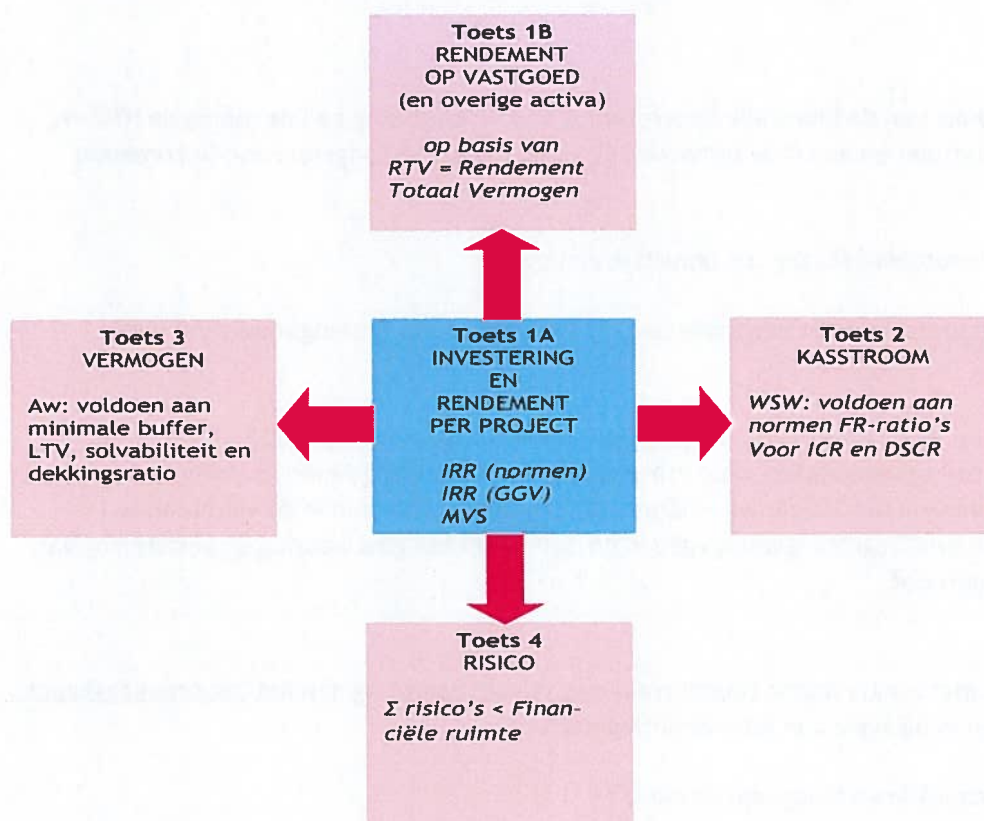 Toets 1B
RENDEMENT
OP VASTGOED
(en overige activa)
op basis van
RTV = Rendement
Totaal Vermogen
Toets 3
VERMOGEN
Aw: voldoen aan
minimale buffer,
LTV, solvabiliteit en
dekkingsratio
Toets 1A
INVESTERING
EN
RENDEMENT
PER PROJECT
IRR (normen)
IRR (GGV)
MVS
Toets 2
KASSTROOM
WSW: voldoen aan
normen FR-ratio's
Voor ICR en DSCR
Toets 4
RISICO
Σ risico's < Finan-
ciële ruimte